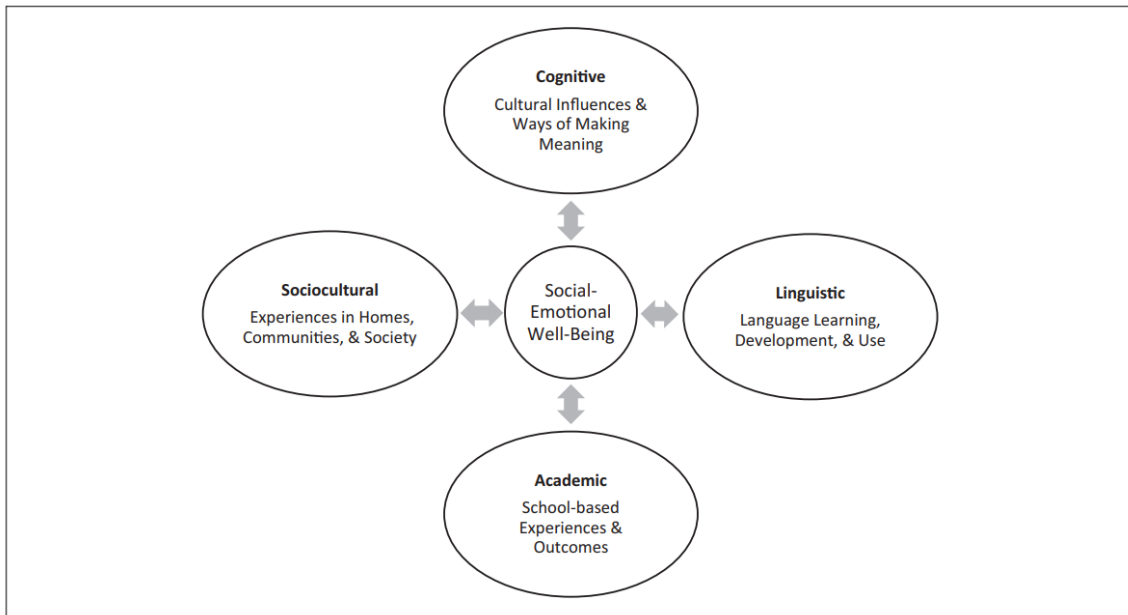 Cognitive
Cultural Influences &
Ways of Making
Meaning
Sociocultural
Experiences in Homes,
Communities, & Society
Social-
Emotional
Well-Being
Linguistic
Language Learning,
Development, & Use
Academic
School-based
Experiences &
Outcomes